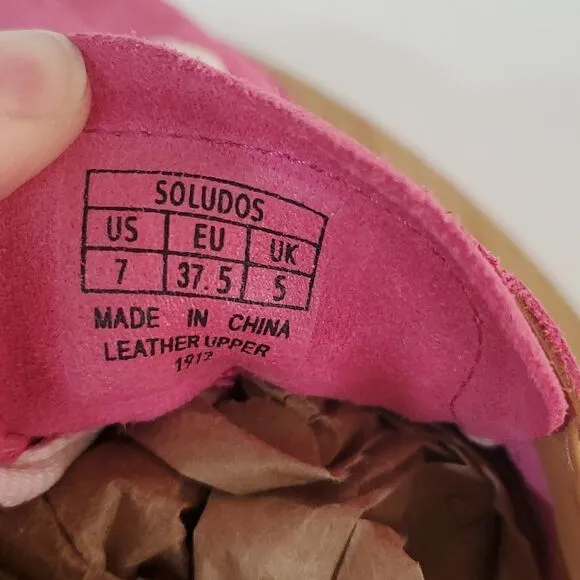 SOLUDOS
US EU UK
7 37.5 5
MADE IN CHINA
LEATHER UPPER